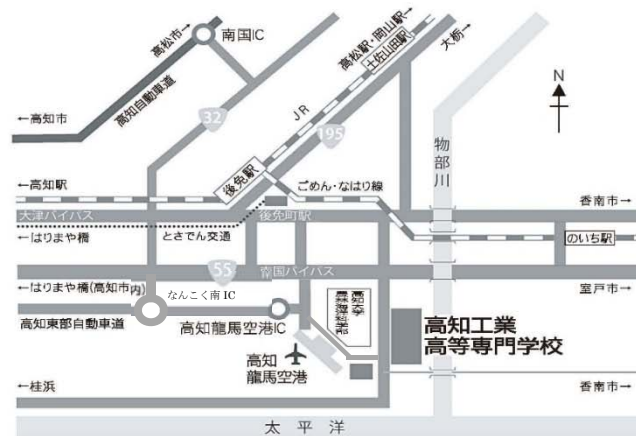 高松市→
南国IC
高松駅・岡山駅→
土佐山田駅
大栃→
N
←高知市
高知自動車道
32
JR
195
物部川
後免駅
ごめん・なはり線
←高知駅
大津バイパス
後免町駅
香南市→
←はりまや橋
とさでん交通
のいち駅
55
南国バイパス
←はりまや橋(高知市内)
室戸市→
なんこく南IC
高知大学
農林海洋科学部
高知東部自動車道
高知龍馬空港IC
高知工業
高等専門学校
高知
龍馬空港
←桂浜
香南市→
太平洋